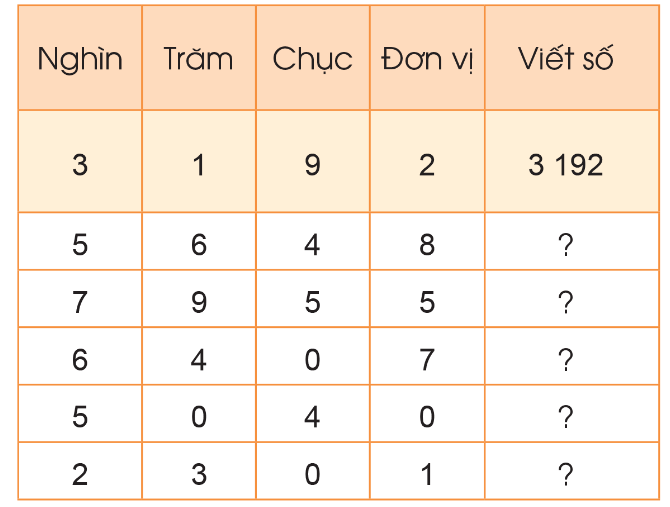 Nghìn Trăm Chục Đơn vị Viết số
3 1 9 2 3 192
5 6 4 8 ?
7 9 5 5 ?
6 4 0 7 ?
5 0 4 0 ?
2 3 0 1 ?